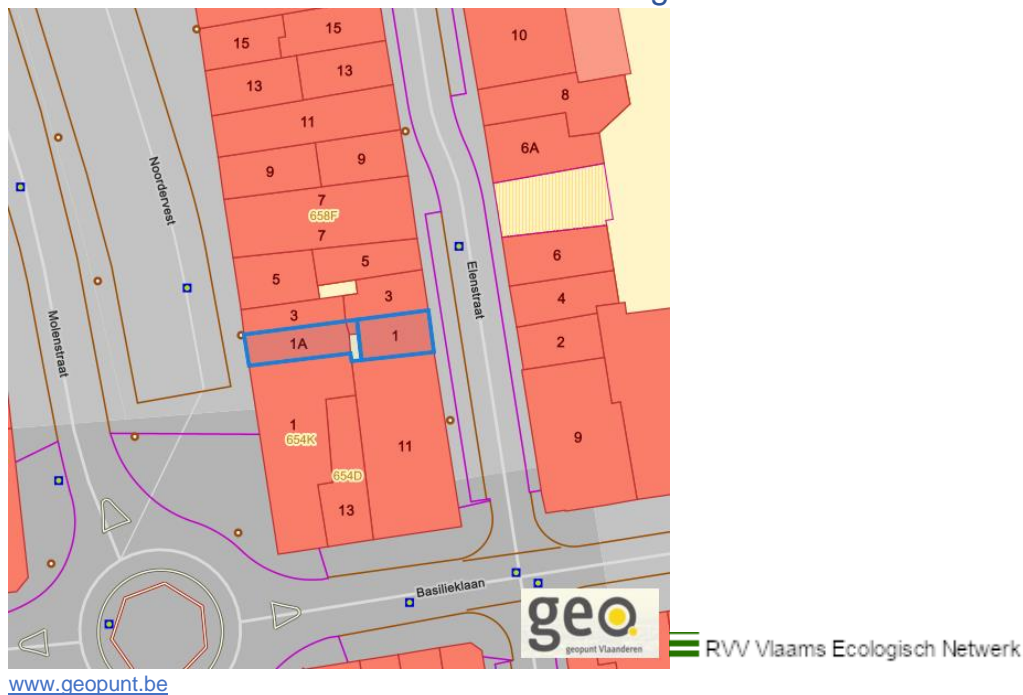 15
15
10
13
13
8
11
6A
9
9
Noordervest
7
658F
7
5
5
6
Elenstraat
3
4
3
1A
1
2
Molenstraat
1
654K
11
9
654D
13
Basilieklaan
geo
geopunt Vlaanderen
RVV Vlaams Ecologisch Netwerk
www.geopunt.be